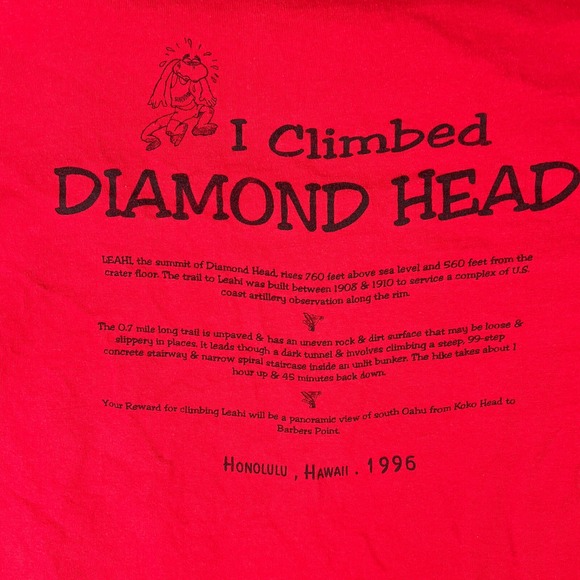 I Climbed
DIAMOND HEAD
LEAHI, the summit of Diamond Head, rises 760 feet above sea level and 560 feet from the
crater floor. The trail to Leahi was built between 1908 & 1910 to service a complex of U.S.
coast artillery observation along the rim.
The 0.7 mile long trail is unpaved & has an uneven rock & dirt surface that may be loose &
slippery in places. It leads though a dark tunnel & involves climbing a steep, 99-step
concrete stairway & narrow spiral staircase inside an unlit bunker. The hike takes about 1
hour up & 45 minutes back down.
Your Reward for climbing Leahi will be a panoramic view of south Oahu from Koko Head to
Barbers Point.
HONOLULU , HAWAII . 1996